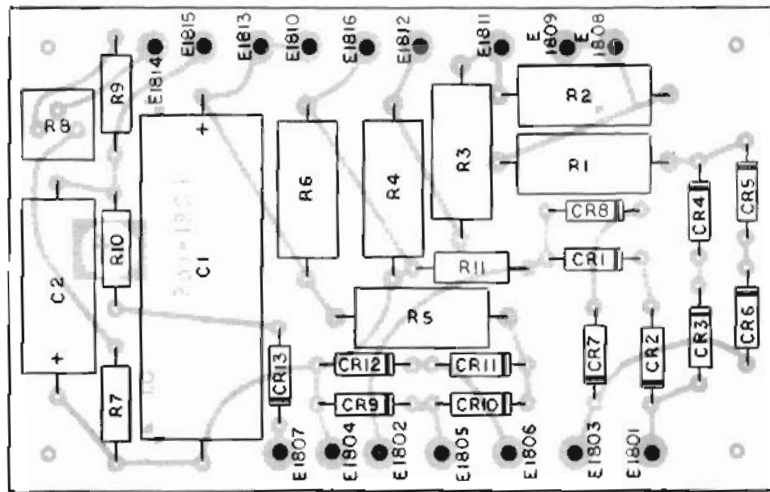 E1814
E1815
E1813
E1810
E1816
E1812
E1811
E
1809
E
1808
R9
R8
R2
R1
R3
R4
R6
CR5
CR4
CR8
R10
C1
C2
R11
CR1
R5
CR7
CR2
CR3
CR6
CR13
CR12
CR11
CR9
CR10
R7
E1807
E1804
E1802
E1805
E1806
E1803
E1801
+
+